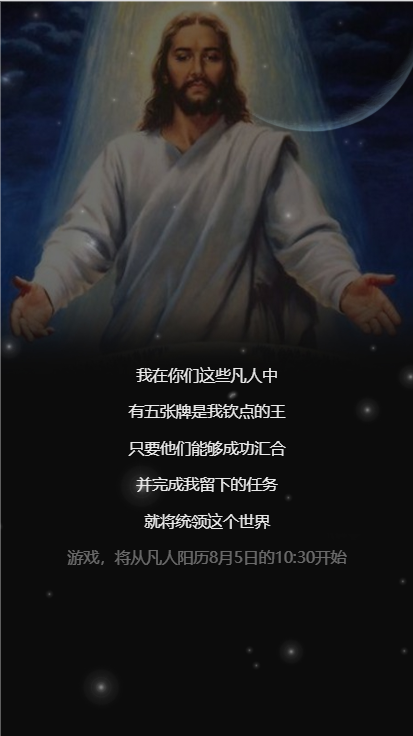 我在你们这些凡人中
有五张牌是我钦点的王
只要他们能够成功汇合
并完成我留下的任务
就将统领这个世界
游戏，将从凡人阳历8月5日的10:30开始